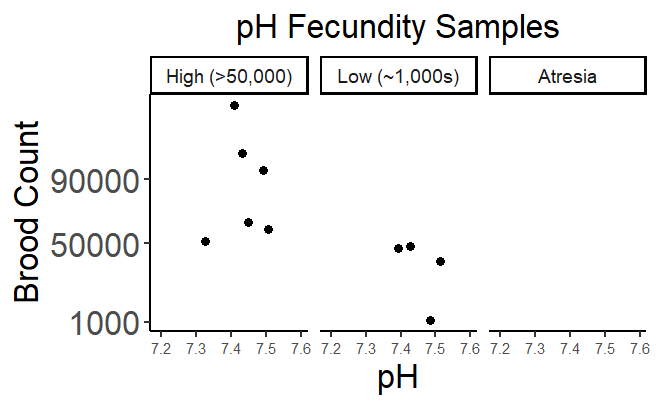 pH Fecundity Samples
High (>50,000) Low (~1,000s) Atresia
Brood Count
90000
50000
1000
7.2 7.3 7.4 7.5 7.6 7.2 7.3 7.4 7.5 7.6 7.2 7.3 7.4 7.5 7.6
pH